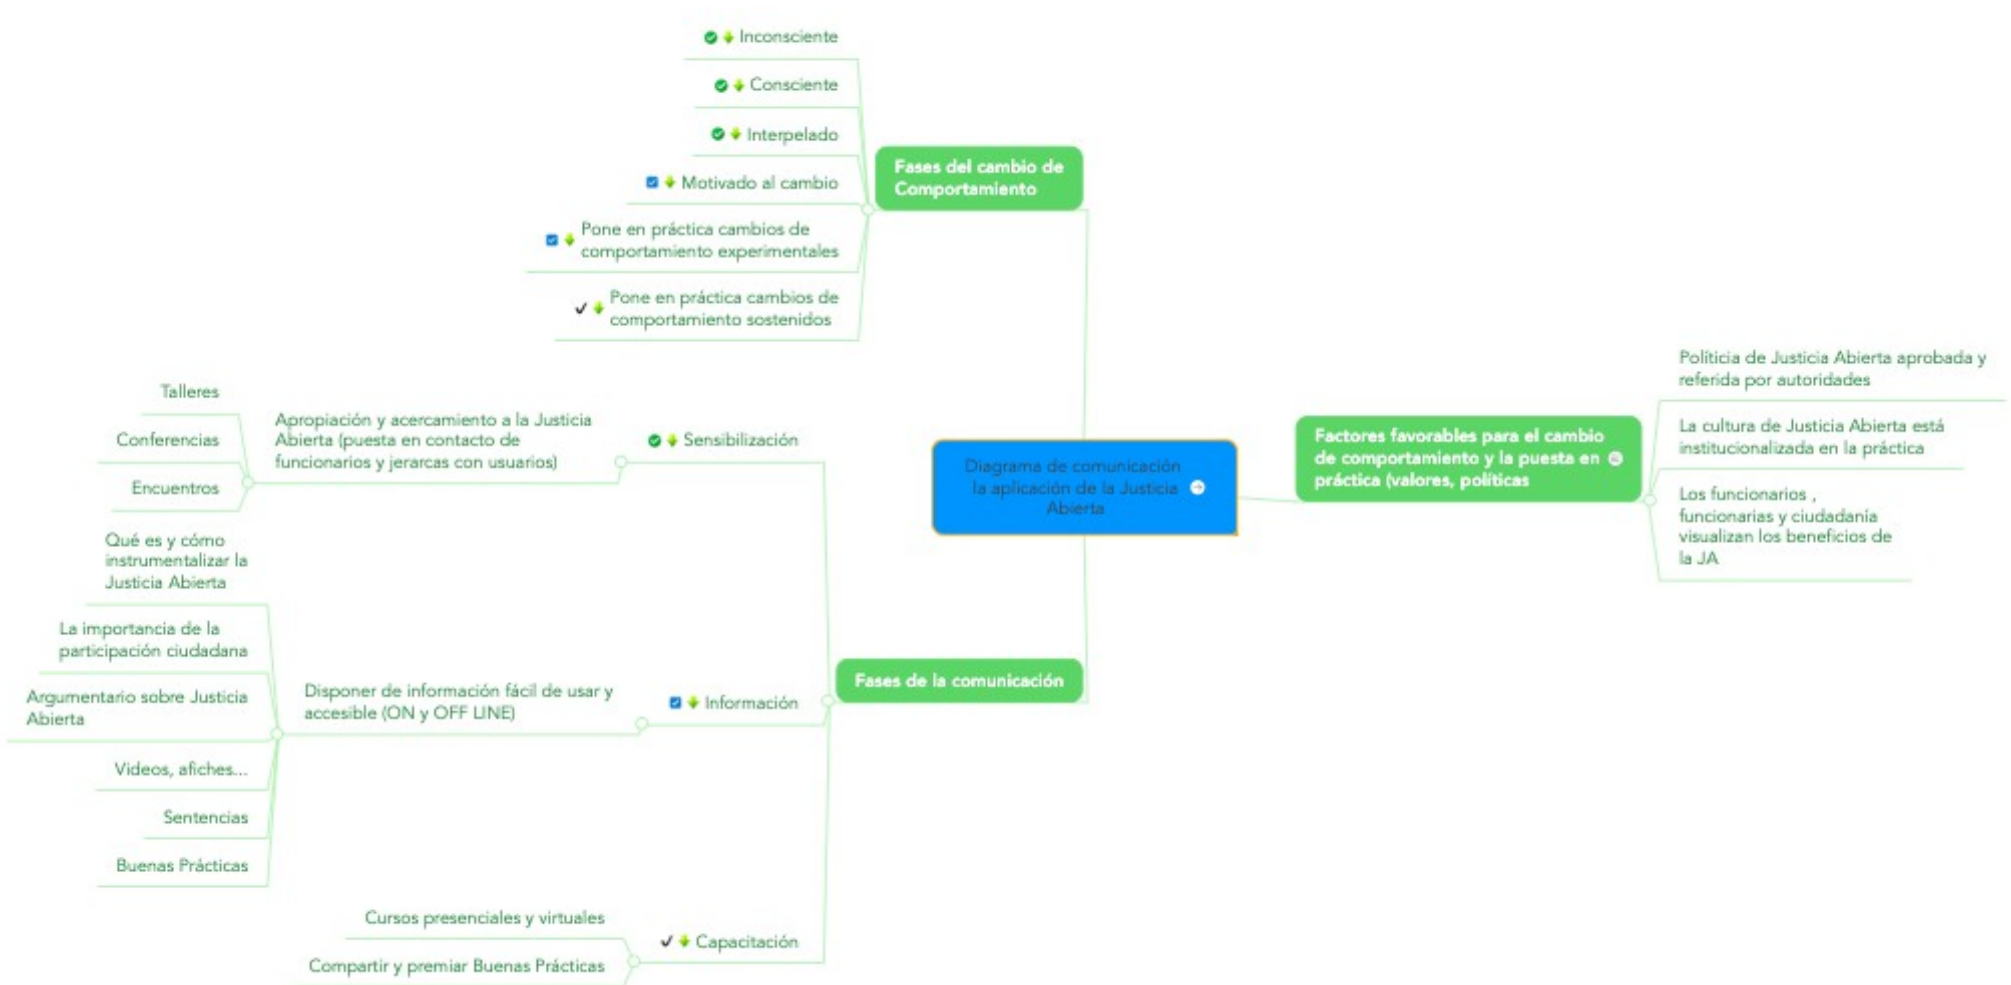 Inconsciente
Consciente
Interpelado
Motivado al cambio
Pone en práctica cambios de
comportamiento experimentales
Pone en práctica cambios de
comportamiento sostenidos
Fases del cambio de
Comportamiento
Talleres
Conferencias
Encuentros
Apropiación y acercamiento a la Justicia
Abierta (puesta en contacto de
funcionarios y jerarcas con usuarios)
Sensibilización
Qué es y cómo
instrumentalizar la
Justicia Abierta
La importancia de la
participación ciudadana
Argumentario sobre Justicia
Abierta
Videos, afiches...
Sentencias
Buenas Prácticas
Disponer de información fácil de usar y
accesible (ON y OFF LINE)
Información
Cursos presenciales y virtuales
Compartir y premiar Buenas Prácticas
Capacitación
Fases de la comunicación
Diagrama de comunicación
la aplicación de la Justicia
Abierta
Factores favorables para el cambio
de comportamiento y la puesta en
práctica (valores, políticas
Polítícia de Justicia Abierta aprobada y
referida por autoridades
La cultura de Justicia Abierta está
institucionalizada en la práctica
Los funcionarios ,
funcionarias y ciudadanía
visualizan los beneficios de
la JA